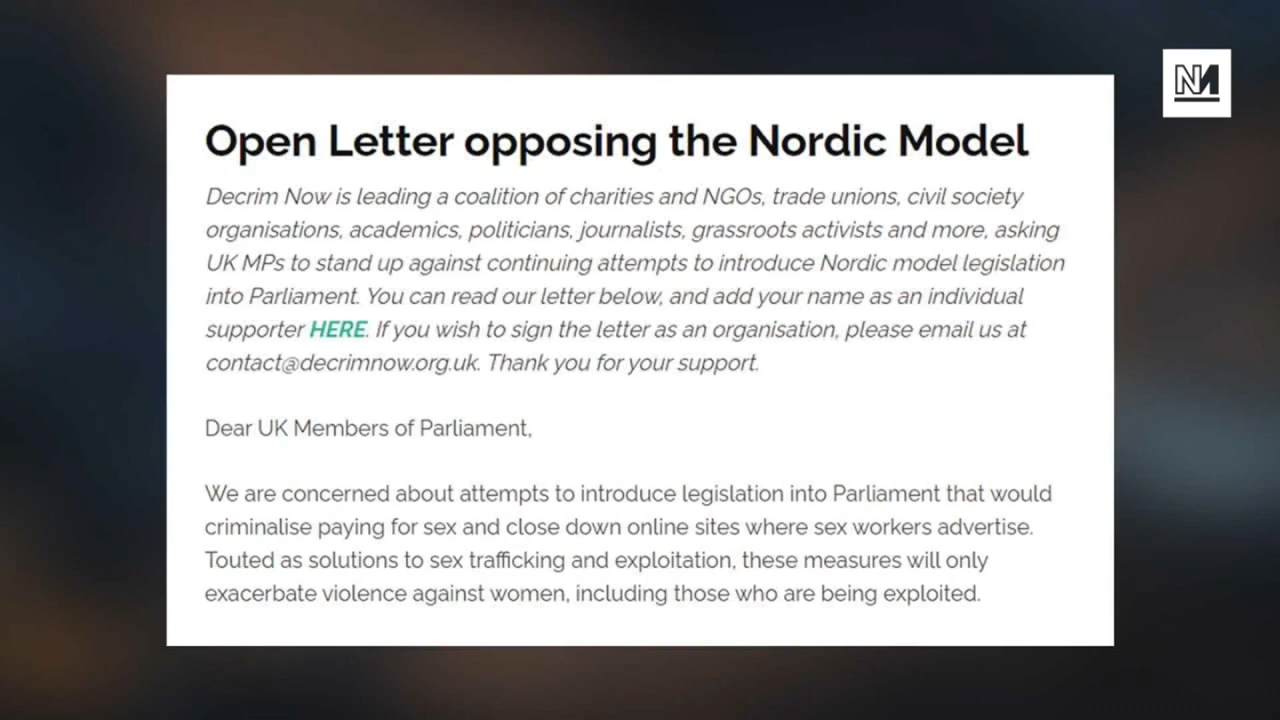 Open Letter opposing the Nordic Model
Decrim Now is leading a coalition of charities and NGOs, trade unions, civil society
organisations, academics, politicians, journalists, grassroots activists and more, asking
UK MPs to stand up against continuing attempts to introduce Nordic model legislation
into Parliament. You can read our letter below, and add your name as an individual
supporter HERE. If you wish to sign the letter as an organisation, please email us at
contact@decrimnow.org.uk. Thank you for your support.
Dear UK Members of Parliament,
We are concerned about attempts to introduce legislation into Parliament that would
criminalise paying for sex and close down online sites where sex workers advertise.
Touted as solutions to sex trafficking and exploitation, these measures will only
exacerbate violence against women, including those who are being exploited.
NM